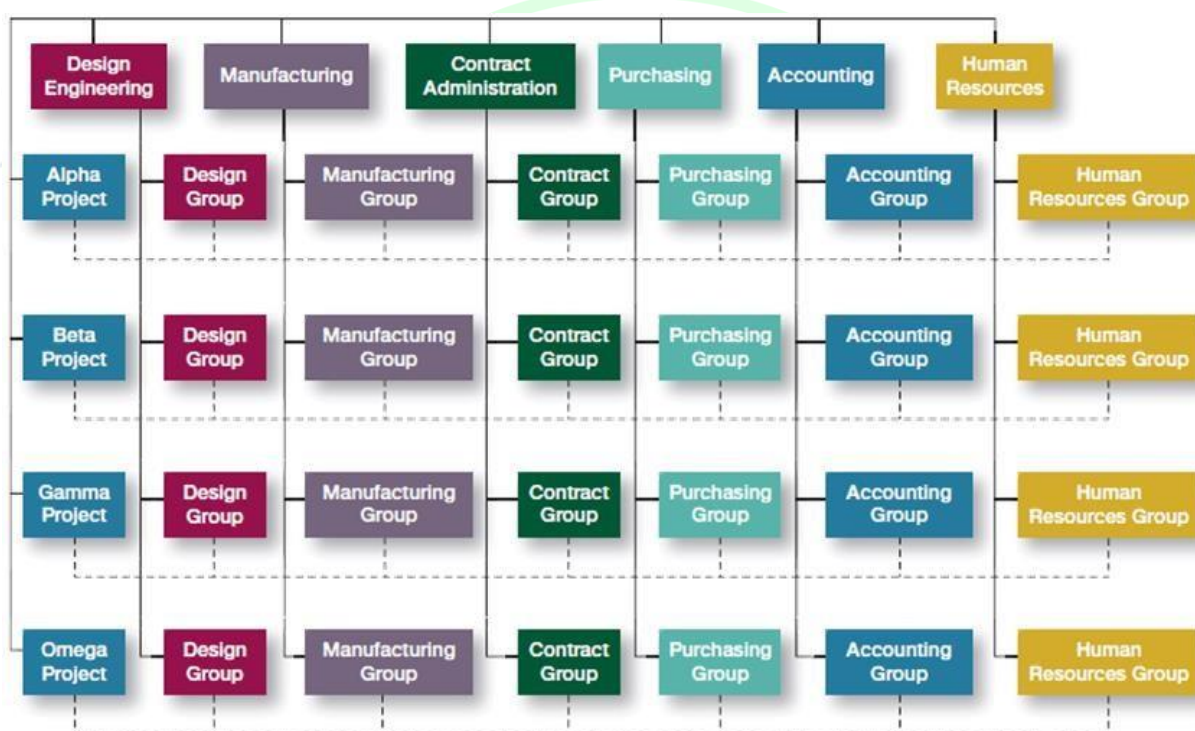 Design
Engineering
Manufacturing
Contract
Administration
Purchasing
Accounting
Human
Resources
Alpha
Project
Design
Group
Manufacturing
Group
Contract
Group
Purchasing
Group
Accounting
Group
Human
Resources Group
Beta
Project
Design
Group
Manufacturing
Group
Contract
Group
Purchasing
Group
Accounting
Group
Human
Resources Group
Gamma
Project
Design
Group
Manufacturing
Group
Contract
Group
Purchasing
Group
Accounting
Group
Human
Resources Group
Omega
Project
Design
Group
Manufacturing
Group
Contract
Group
Purchasing
Group
Accounting
Group
Human
Resources Group